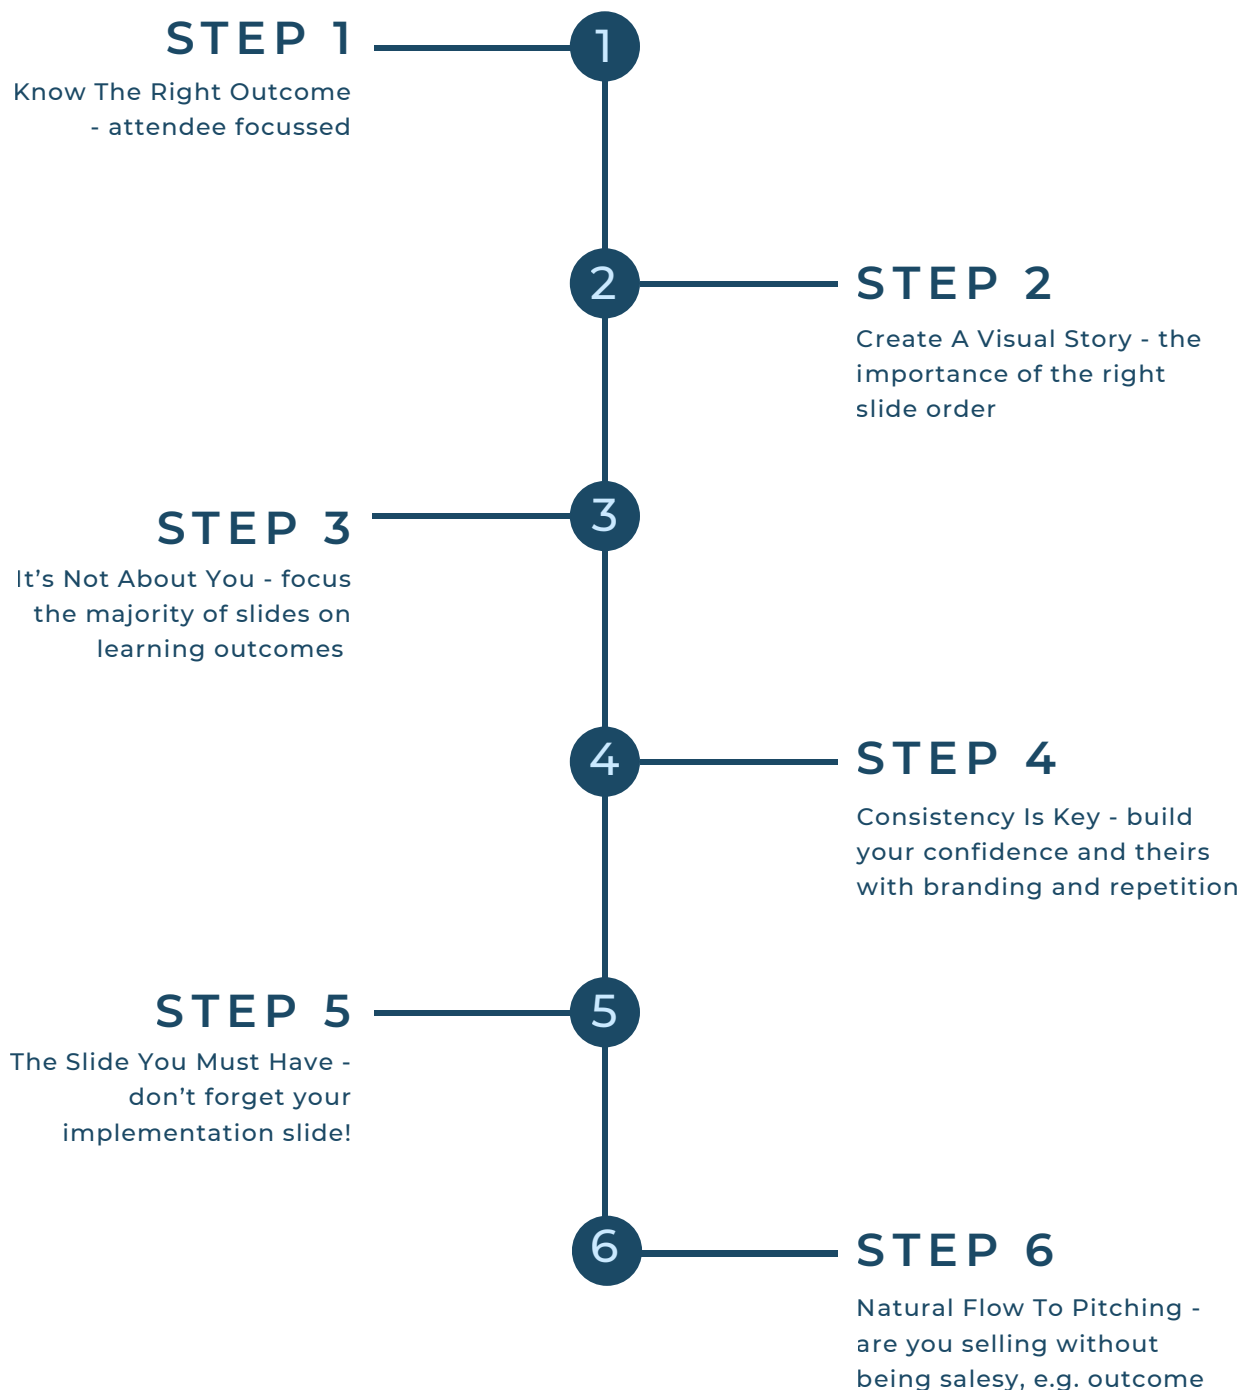 STEP 1
1
Know The Right Outcome
- attendee focussed
2
STEP 2
Create A Visual Story - the
importance of the right
slide order
STEP 3
3
It’s Not About You - focus
the majority of slides on
learning outcomes
4
STEP 4
Consistency Is Key - build
your confidence and theirs
with branding and repetition
STEP 5
5
The Slide You Must Have -
don’t forget your
implementation slide!
6
STEP 6
Natural Flow To Pitching -
are you selling without
being salesy, e.g. outcome